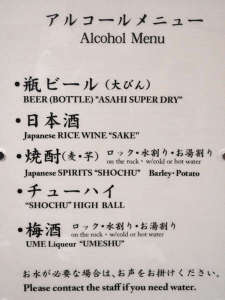 アルコールメニュー
Alcohol Menu
・瓶ビール（大びん）
BEER (BOTTLE) "ASAHI SUPER DRY"
・日本酒
Japanese RICE WINE "SAKE"
・焼酎(麦・芋) ロック・水割り・お湯割り
on the rock、w/cold or hot water
Japanese SPIRITS "SHOCHU" Barley・Potato
・チューハイ
"SHOCHU" HIGH BALL
・梅酒 ロック・水割り・お湯割り
on the rock、w/cold or hot water
UME Liqueur "UMESHU"
お水が必要な場合は、お声をお掛けください。
Please contact the staff if you need water.